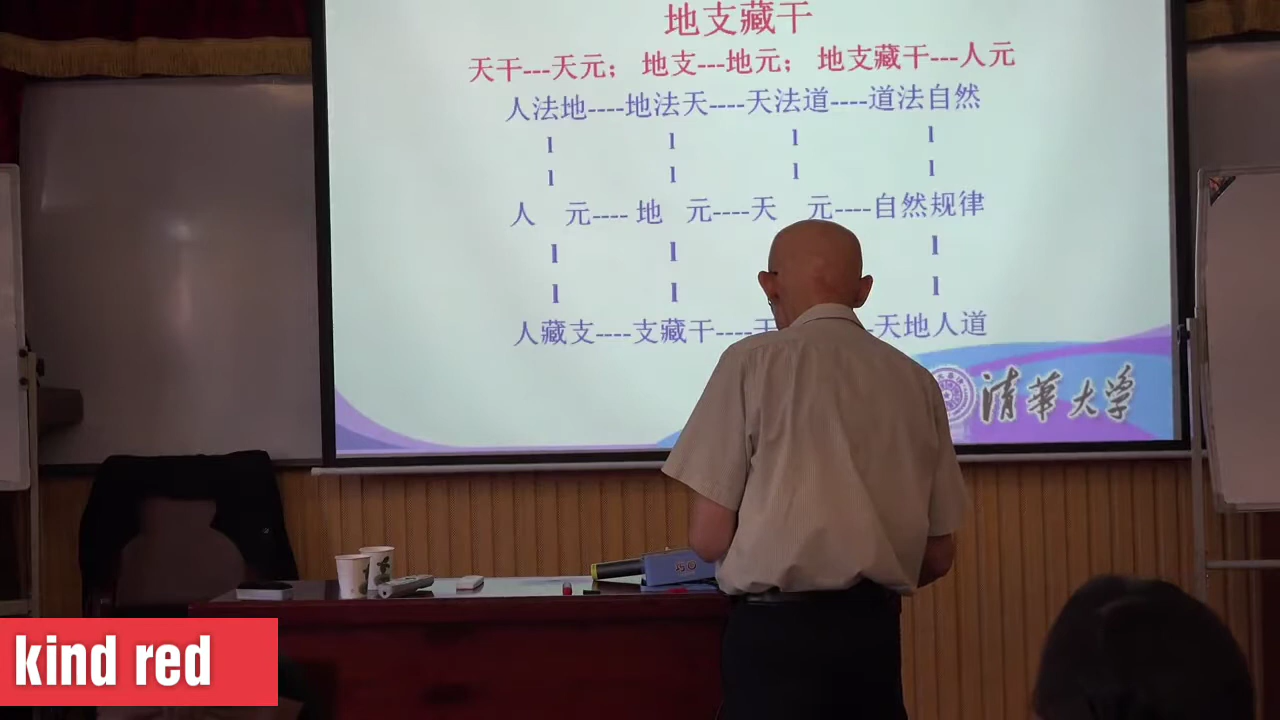 地支藏干
天干---天元； 地支---地元； 地支藏干---人元
人法地----地法天----天法道----道法自然
l l l l
l l l l
人 元---- 地 元----天 元----自然规律
l l l
l l l
人藏支----支藏干----天地人道
清華大学
kind red